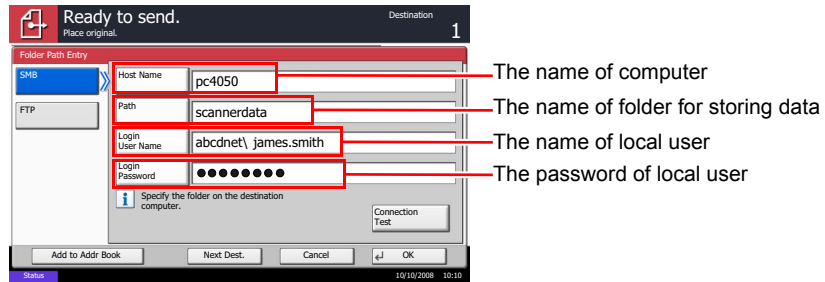 Ready to send.
Place original.
Destination
1
Folder Path Entry
SMB
FTP
Host Name
pc4050
The name of computer
Path
scannerdata
The name of folder for storing data
Login
User Name
abcdnet\ james.smith
The name of local user
Login
Password
●●●●●●●●
The password of local user
i
Specify the folder on the destination
computer.
Connection
Test
Add to Addr Book
Next Dest.
Cancel
OK
Status
10/10/2008 10:10